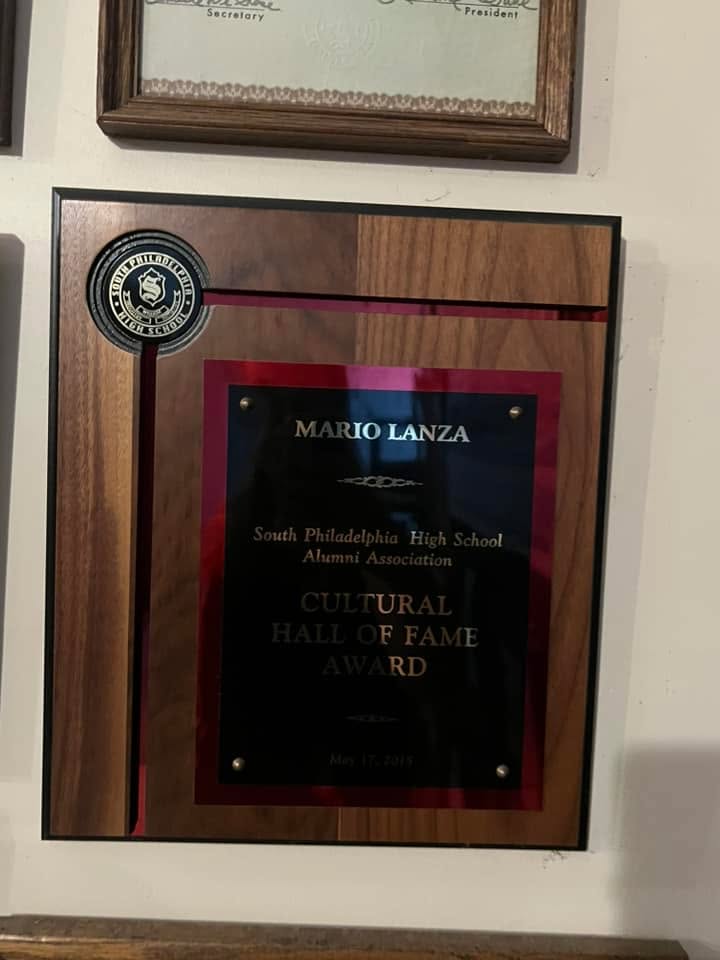 Secretary
President
SOUTH PHILADELPHIA
HIGH SCHOOL
S
MARIO LANZA
South Philadelphia High School
Alumni Association
CULTURAL
HALL OF FAME
AWARD
May 17, 2018